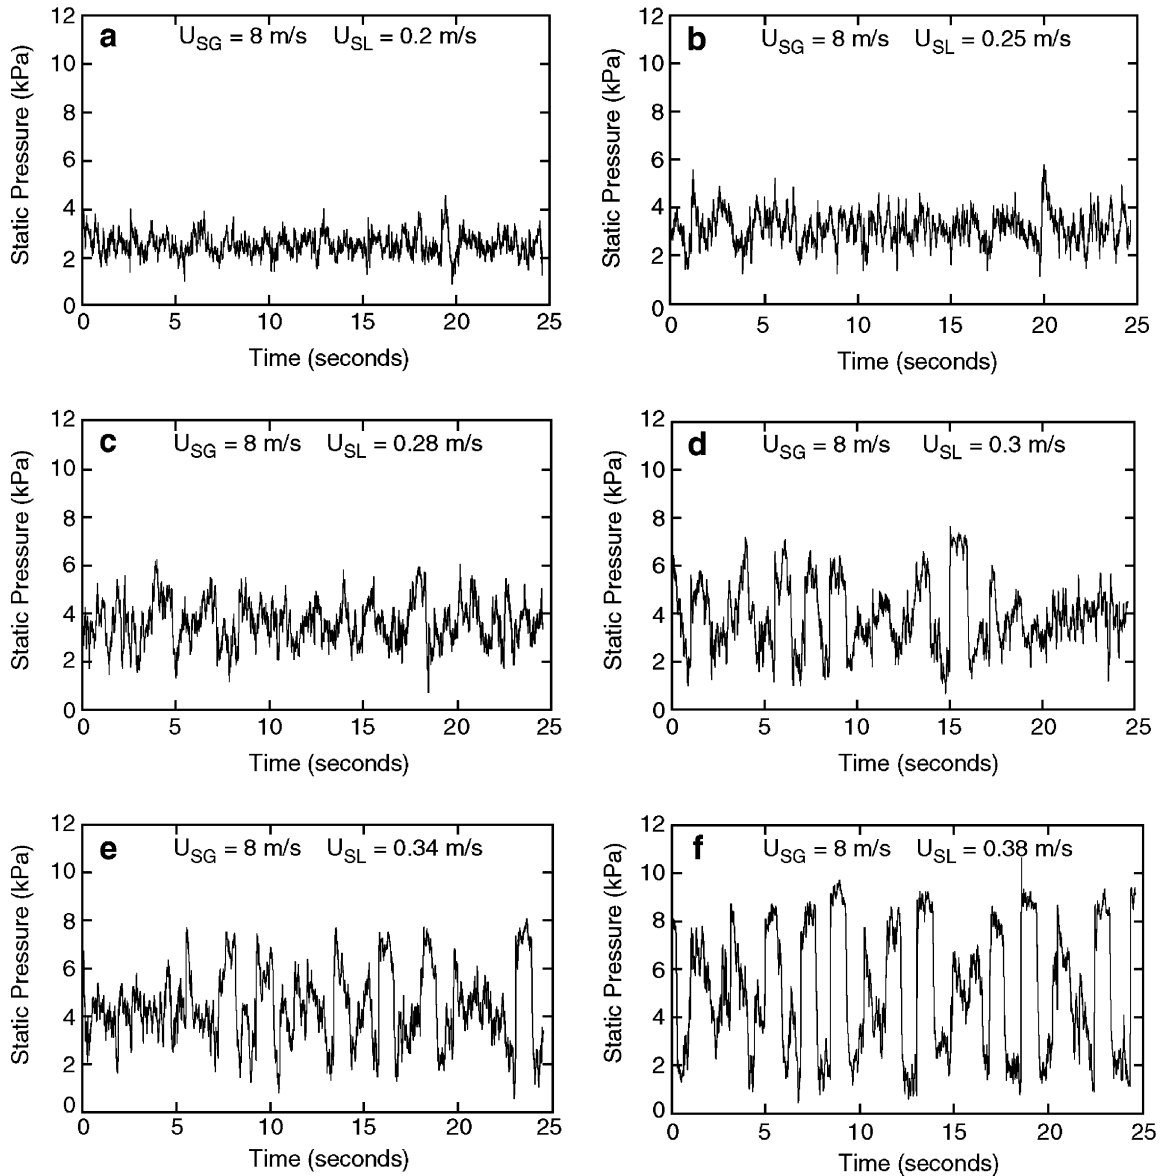 a U_SG = 8 m/s U_SL = 0.2 m/s
12
10
8
6
4
2
0
Static Pressure (kPa)
0 5 10 15 20 25
Time (seconds)
b U_SG = 8 m/s U_SL = 0.25 m/s
12
10
8
6
4
2
0
Static Pressure (kPa)
0 5 10 15 20 25
Time (seconds)
c U_SG = 8 m/s U_SL = 0.28 m/s
12
10
8
6
4
2
0
Static Pressure (kPa)
0 5 10 15 20 25
Time (seconds)
d U_SG = 8 m/s U_SL = 0.3 m/s
12
10
8
6
4
2
0
Static Pressure (kPa)
0 5 10 15 20 25
Time (seconds)
e U_SG = 8 m/s U_SL = 0.34 m/s
12
10
8
6
4
2
0
Static Pressure (kPa)
0 5 10 15 20 25
Time (seconds)
f U_SG = 8 m/s U_SL = 0.38 m/s
12
10
8
6
4
2
0
Static Pressure (kPa)
0 5 10 15 20 25
Time (seconds)